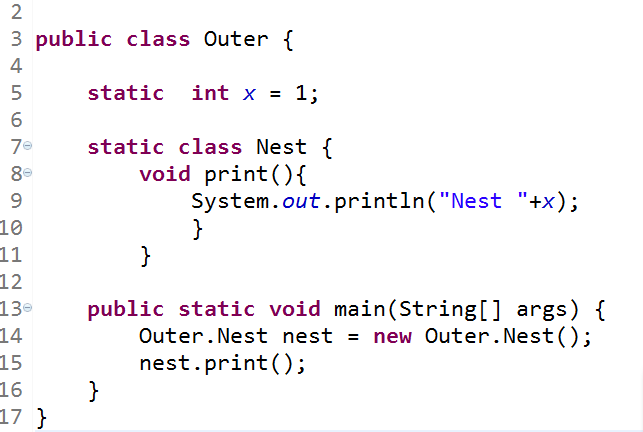 2
3 public class Outer {
4
5     static  int x = 1;
6
7     static class Nest {
8         void print(){
9             System.out.println("Nest "+x);
10             }
11         }
12
13     public static void main(String[] args) {
14         Outer.Nest nest = new Outer.Nest();
15         nest.print();
16     }
17 }